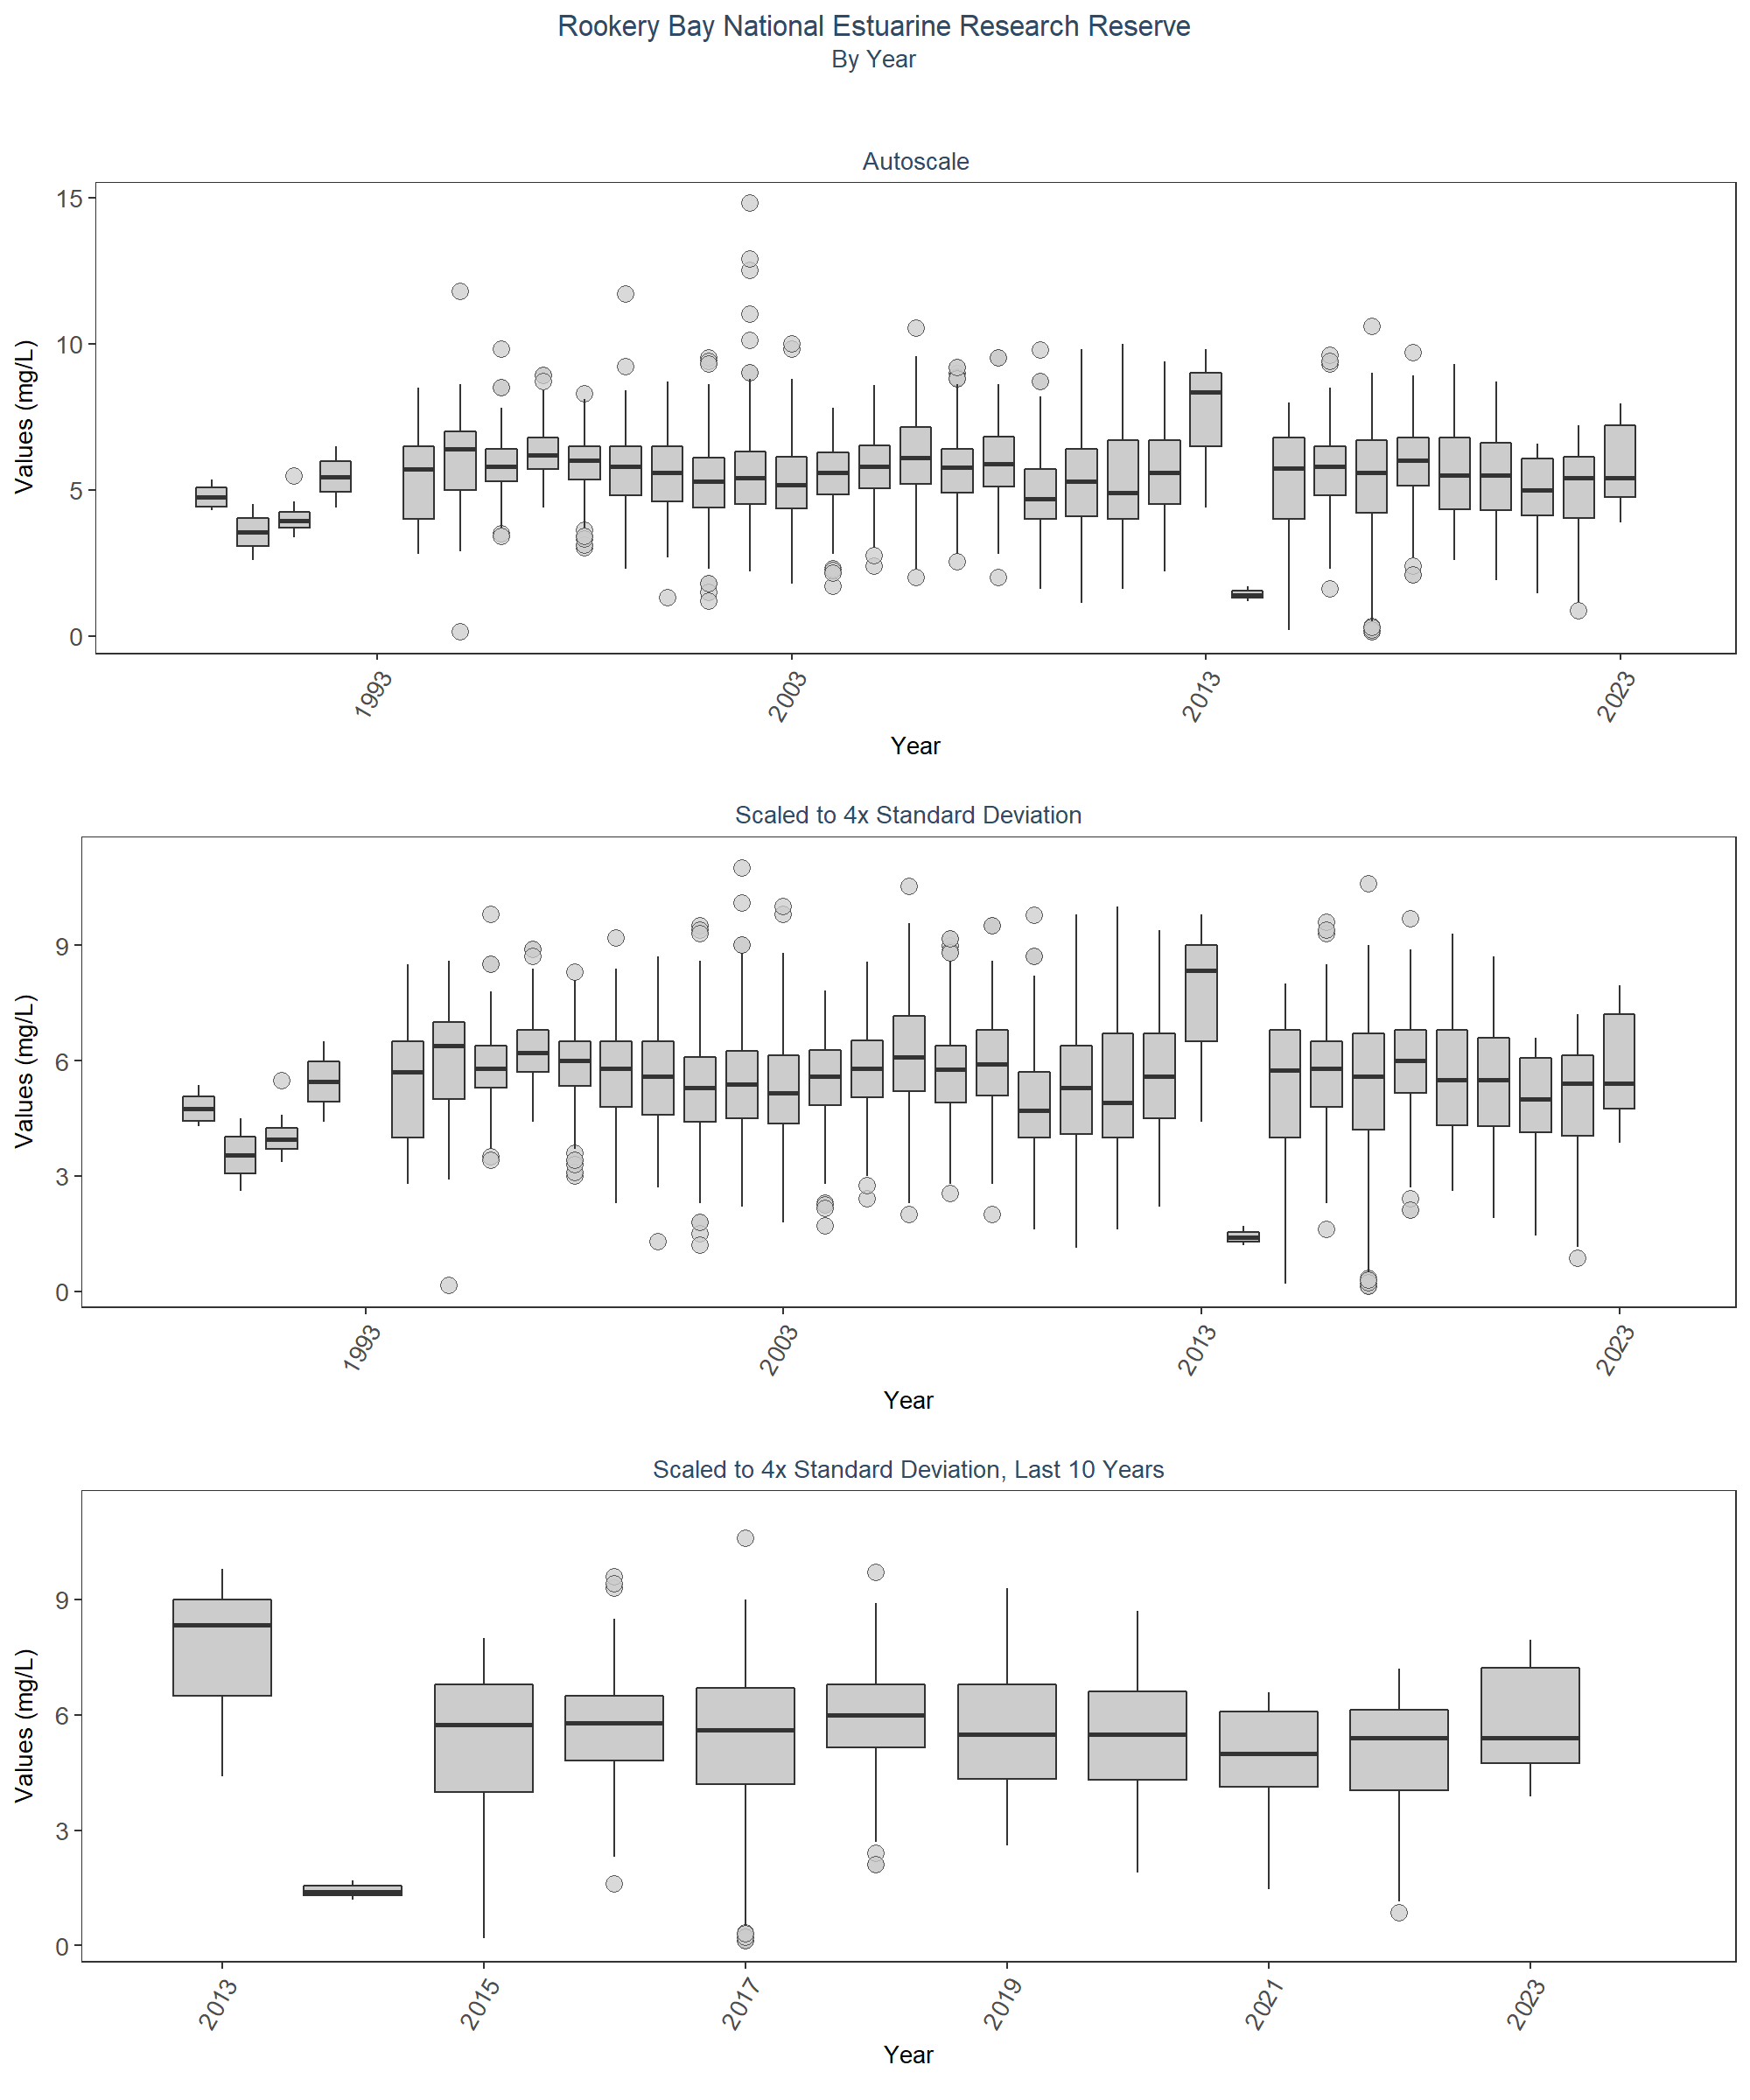 Rookery Bay National Estuarine Research Reserve
By Year
Autoscale
Values (mg/L)
15
10
5
0
1993
2003
2013
2023
Year
Scaled to 4x Standard Deviation
Values (mg/L)
9
6
3
0
1993
2003
2013
2023
Year
Scaled to 4x Standard Deviation, Last 10 Years
Values (mg/L)
9
6
3
0
2013
2015
2017
2019
2021
2023
Year